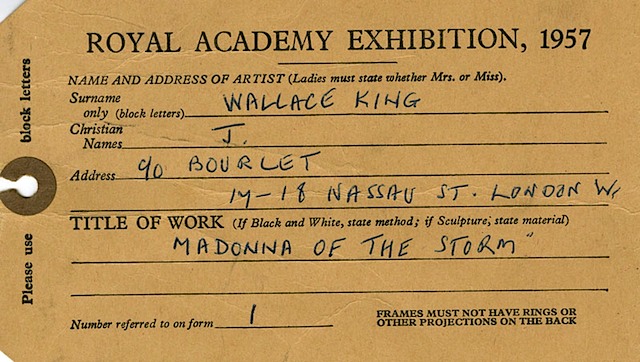 ROYAL ACADEMY EXHIBITION, 1957
NAME AND ADDRESS OF ARTIST (Ladies must state whether Mrs. or Miss).
Surname
only (block letters) WALLACE KING
Christian
Names J.
Address c/o BOURLET
17-18 NASSAU ST. LONDON W1
TITLE OF WORK (If Black and White, state method; if Sculpture, state material)
MADONNA OF THE STORM"
Number referred to on form 1
FRAMES MUST NOT HAVE RINGS OR
OTHER PROJECTIONS ON THE BACK
Please use block letters